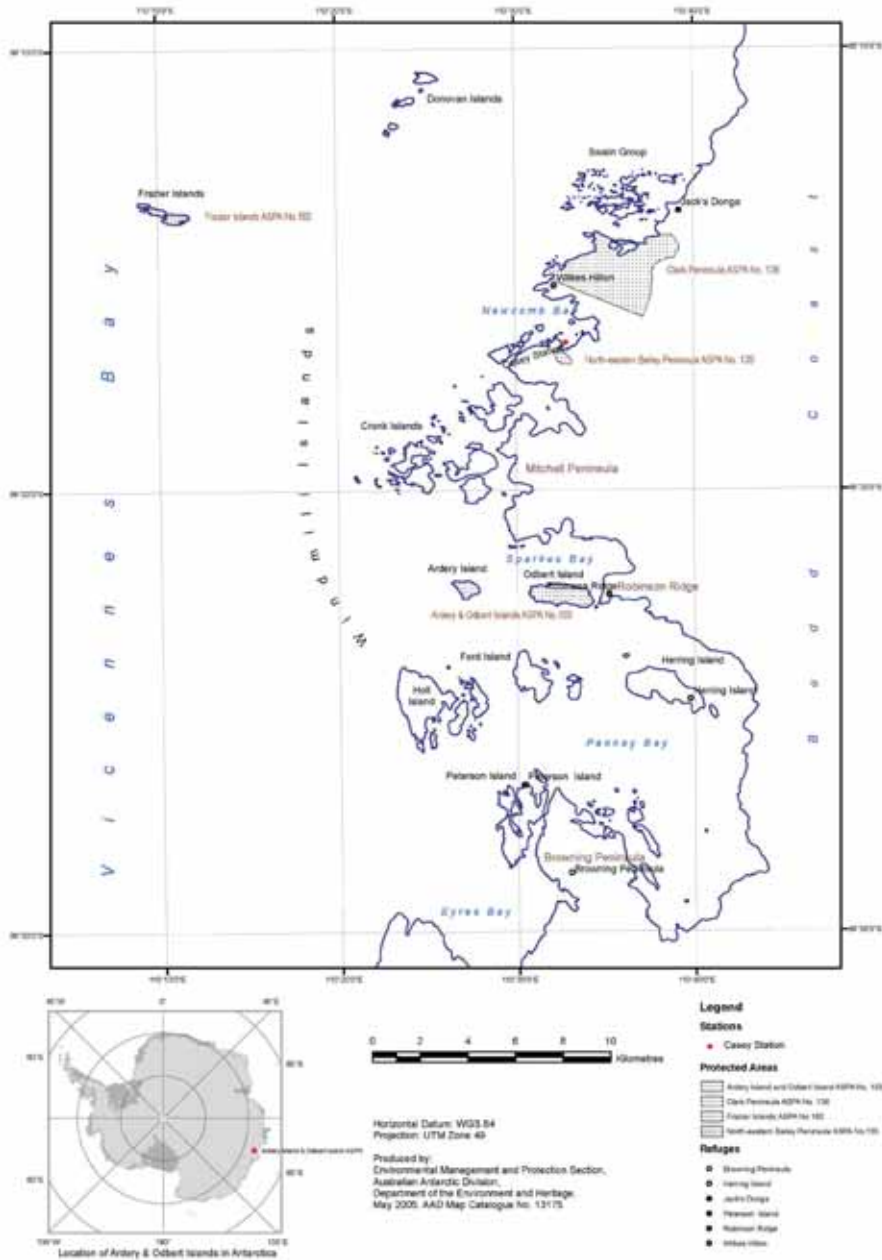 Donovan Islands
Swain Group
Frazier Islands
Jack's Donga
Frazier Islands ASPA No.160
Clark Peninsula ASPA No. 136
Wilkes Hilton
Newcomb Bay
Casey Station
North-eastern Bailey Peninsula ASPA No. 135
Vincennes Bay
Windmill Islands
Budd Coast
Cronk Islands
Mitchell Peninsula
Sparkes Bay
Ardery Island
Odbert Island
Robinson Ridge
Ardery & Odbert Islands ASPA No.103
Ford Island
Herring Island
Holl Island
Herring Island
Penney Bay
Peterson Island
Peterson Island
Browning Peninsula
Browning Peninsula
Eyres Bay
0 2 4 6 8 10
Kilometres
Horizontal Datum: WGS 84
Projection: UTM Zone 49
Produced by:
Environmental Management and Protection Section,
Australian Antarctic Division,
Department of the Environment and Heritage,
May 2005. AAD Map Catalogue No. 13175
Location of Ardery & Odbert Islands in Antarctica
Legend
Stations
Casey Station
Protected Areas
Ardery Island and Odbert Island ASPA No. 103
Clark Peninsula ASPA No. 136
Frazier Islands ASPA No 160
North-eastern Bailey Peninsula ASPA No 135
Refuges
Browning Peninsula
Herring Island
Jack's Donga
Peterson Island
Robinson Ridge
Wilkes Hilton